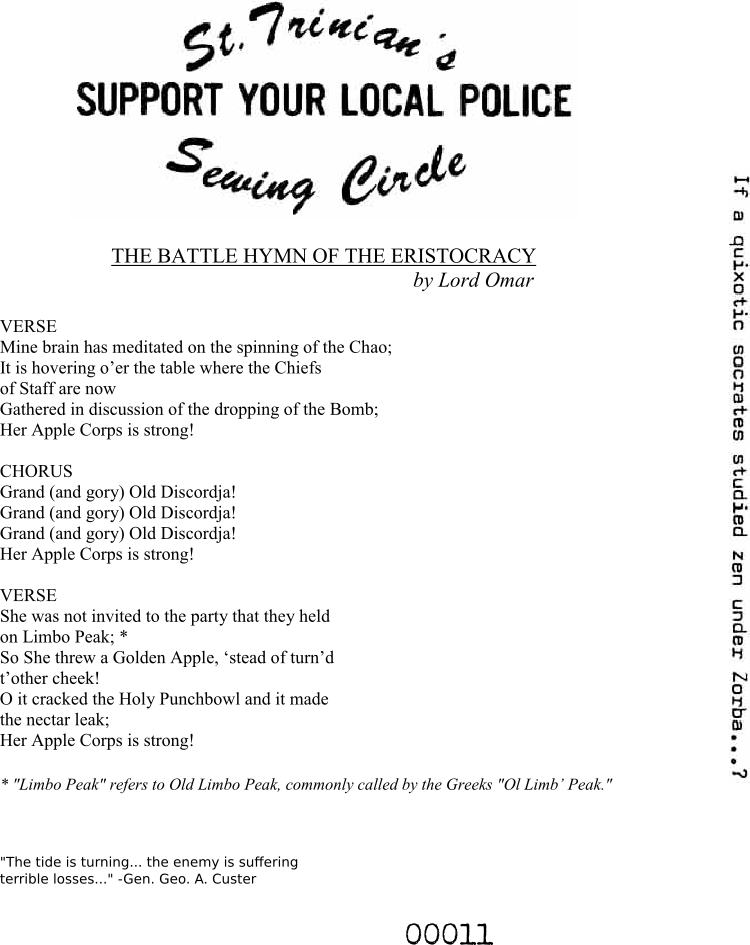 St. Trinian's
SUPPORT YOUR LOCAL POLICE
Sewing Circle
THE BATTLE HYMN OF THE ERISTOCRACY
by Lord Omar
VERSE
Mine brain has meditated on the spinning of the Chao;
It is hovering o’er the table where the Chiefs
of Staff are now
Gathered in discussion of the dropping of the Bomb;
Her Apple Corps is strong!
CHORUS
Grand (and gory) Old Discordja!
Grand (and gory) Old Discordja!
Grand (and gory) Old Discordja!
Her Apple Corps is strong!
VERSE
She was not invited to the party that they held
on Limbo Peak; *
So She threw a Golden Apple, ‘stead of turn’d
t’other cheek!
O it cracked the Holy Punchbowl and it made
the nectar leak;
Her Apple Corps is strong!
* "Limbo Peak" refers to Old Limbo Peak, commonly called by the Greeks "Ol Limb’ Peak."
"The tide is turning... the enemy is suffering
terrible losses..." -Gen. Geo. A. Custer
If a quixotic socrates studied zen under Zorba...?
00011